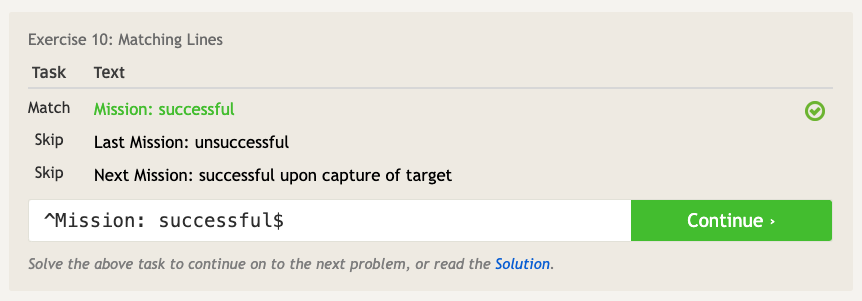 Exercise 10: Matching Lines
Task Text
Match Mission: successful
Skip Last Mission: unsuccessful
Skip Next Mission: successful upon capture of target
^Mission: successful$ Continue ›
Solve the above task to continue on to the next problem, or read the Solution.